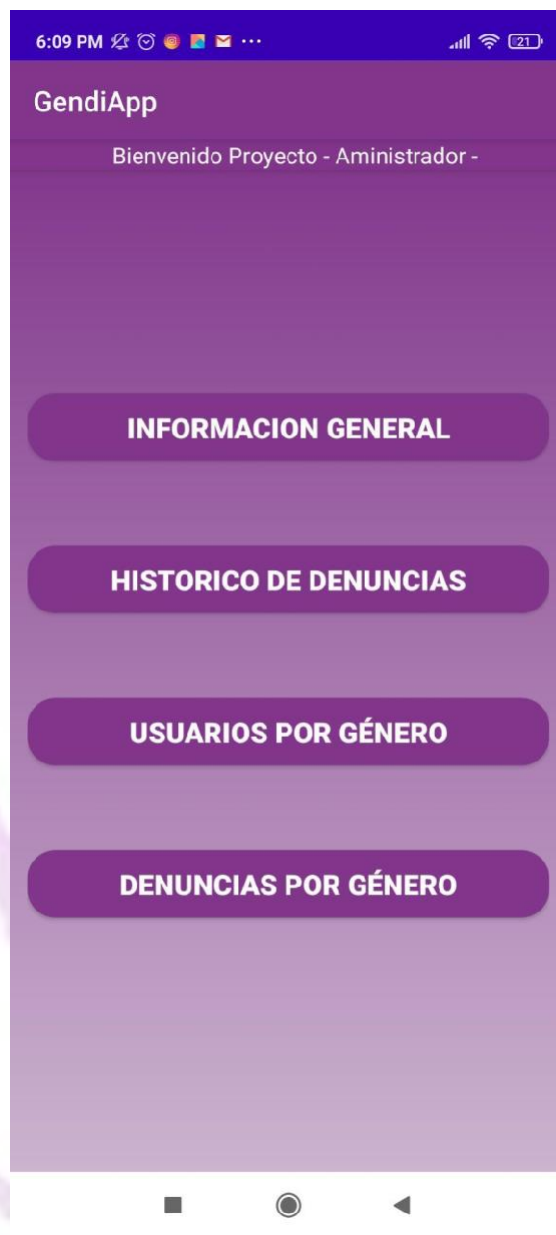 6:09 PM ... 21
GendiApp
Bienvenido Proyecto - Aministrador -
INFORMACION GENERAL
HISTORICO DE DENUNCIAS
USUARIOS POR GÉNERO
DENUNCIAS POR GÉNERO